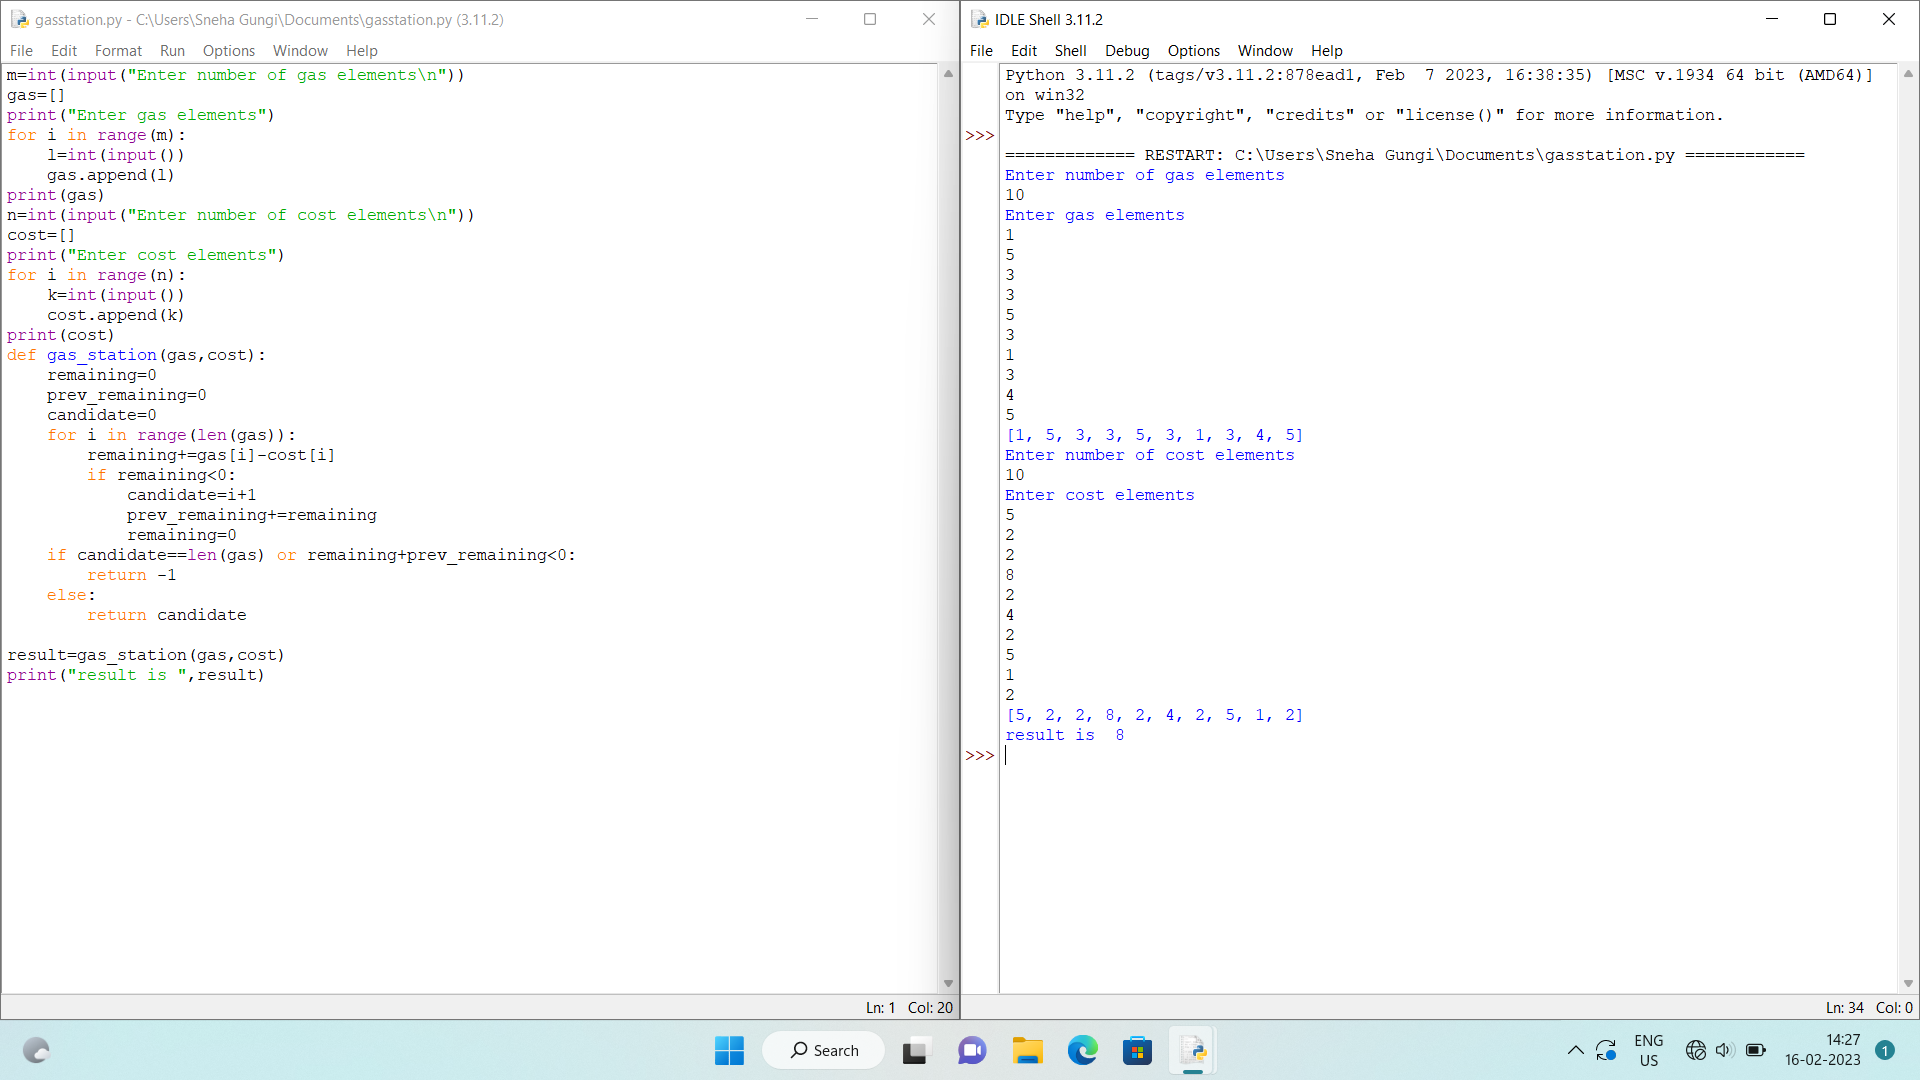 gasstation.py - C:\Users\Sneha Gungi\Documents\gasstation.py (3.11.2)
File Edit Format Run Options Window Help
m=int(input("Enter number of gas elements\n"))
gas=[]
print("Enter gas elements")
for i in range(m):
    l=int(input())
    gas.append(l)
print(gas)
n=int(input("Enter number of cost elements\n"))
cost=[]
print("Enter cost elements")
for i in range(n):
    k=int(input())
    cost.append(k)
print(cost)
def gas_station(gas,cost):
    remaining=0
    prev_remaining=0
    candidate=0
    for i in range(len(gas)):
        remaining+=gas[i]-cost[i]
        if remaining<0:
            candidate=i+1
            prev_remaining+=remaining
            remaining=0
    if candidate==len(gas) or remaining+prev_remaining<0:
        return -1
    else:
        return candidate
result=gas_station(gas,cost)
print("result is ",result)
Ln: 1 Col: 20
IDLE Shell 3.11.2
File Edit Shell Debug Options Window Help
Python 3.11.2 (tags/v3.11.2:878ead1, Feb  7 2023, 16:38:35) [MSC v.1934 64 bit (AMD64)]
on win32
Type "help", "copyright", "credits" or "license()" for more information.
>>>
============= RESTART: C:\Users\Sneha Gungi\Documents\gasstation.py ============
Enter number of gas elements
10
Enter gas elements
1
5
3
3
5
3
1
3
4
5
[1, 5, 3, 3, 5, 3, 1, 3, 4, 5]
Enter number of cost elements
10
Enter cost elements
5
2
2
8
2
4
2
5
1
2
[5, 2, 2, 8, 2, 4, 2, 5, 1, 2]
result is  8
>>>
Ln: 34 Col: 0
Search
ENG
US
14:27
16-02-2023
1